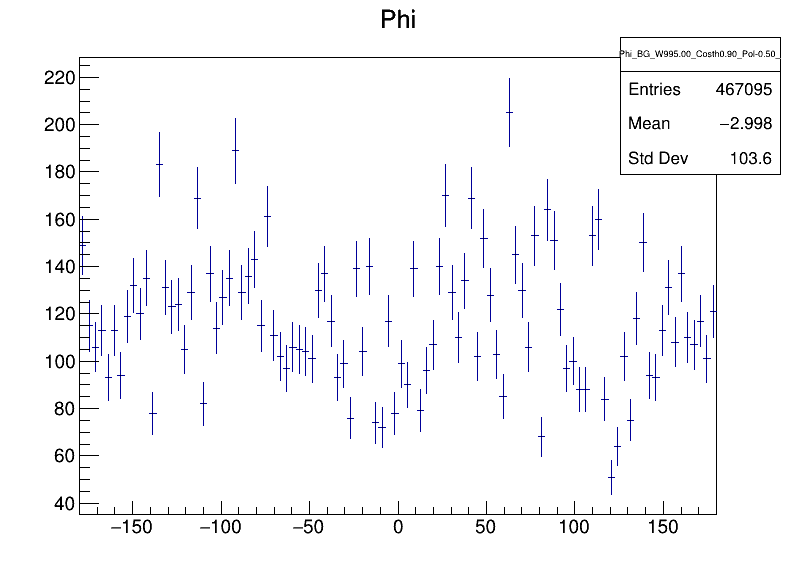 Phi
Phi_BG_W995.00_Costh0.90_Pol-0.50_
Entries 467095
Mean −2.998
Std Dev 103.6
220
200
180
160
140
120
100
80
60
40
−150 −100 −50 0 50 100 150